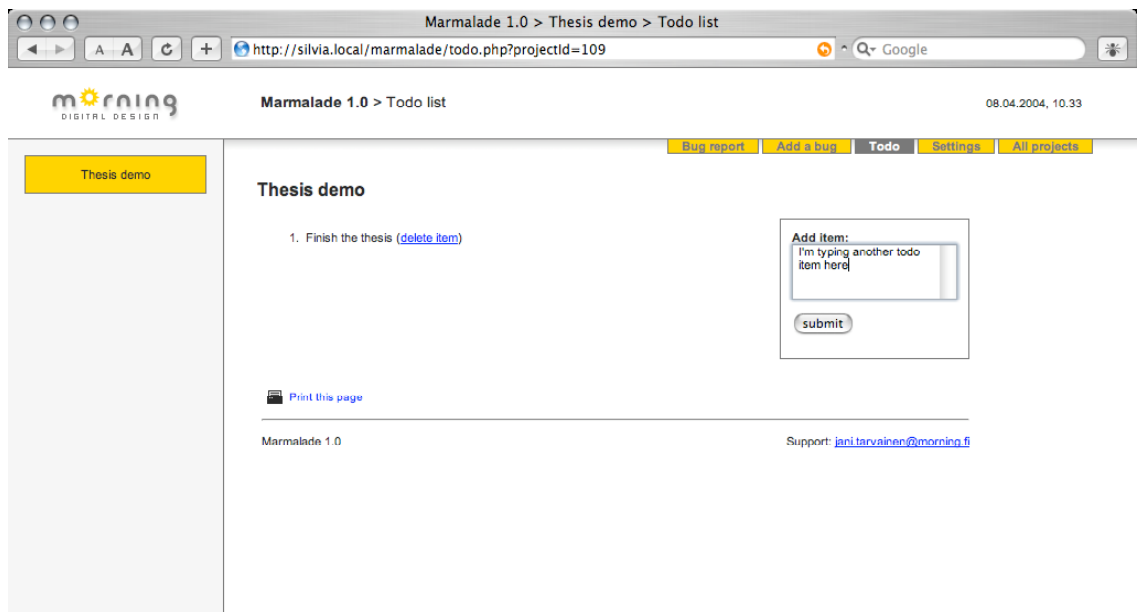 Marmalade 1.0 > Thesis demo > Todo list
A A
http://silvia.local/marmalade/todo.php?projectId=109
Google
morning
DIGITAL DESIGN
Marmalade 1.0 > Todo list
08.04.2004, 10.33
Bug report Add a bug Todo Settings All projects
Thesis demo
Thesis demo
1. Finish the thesis (delete item)
Add item:
I'm typing another todo
item here
submit
Print this page
Marmalade 1.0
Support: jani.tarvainen@morning.fi